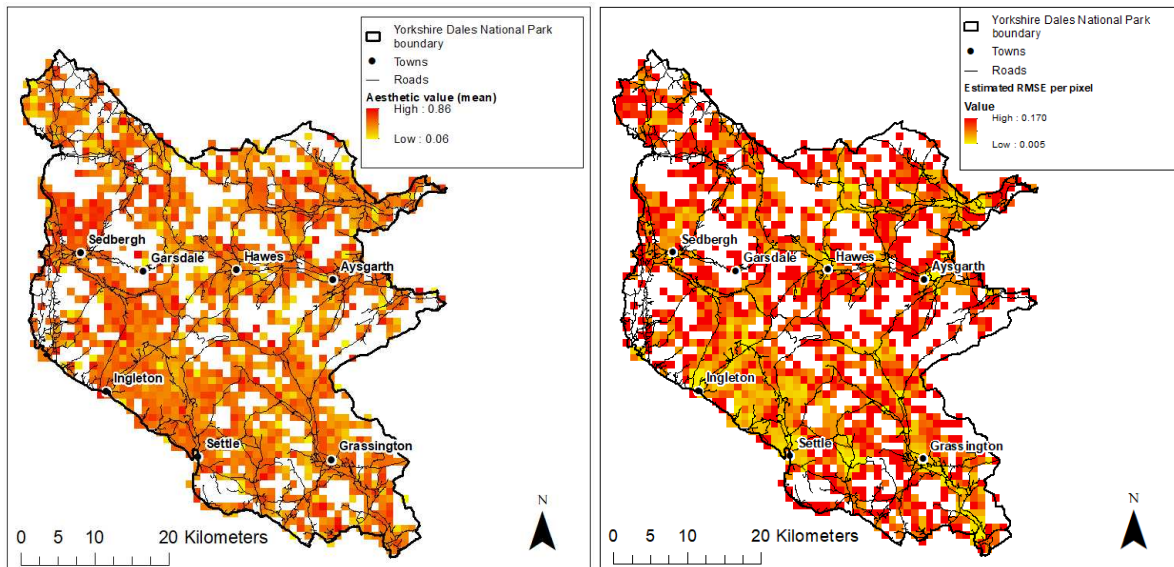 Yorkshire Dales National Park
boundary
Towns
Roads
Aesthetic value (mean)
High : 0.86
Low : 0.06
Sedbergh
Garsdale
Hawes
Aysgarth
Ingleton
Settle
Grassington
0 5 10 20 Kilometers
N
Yorkshire Dales National Park
boundary
Towns
Roads
Estimated RMSE per pixel
Value
High : 0.170
Low : 0.005
Sedbergh
Garsdale
Hawes
Aysgarth
Ingleton
Settle
Grassington
0 5 10 20 Kilometers
N